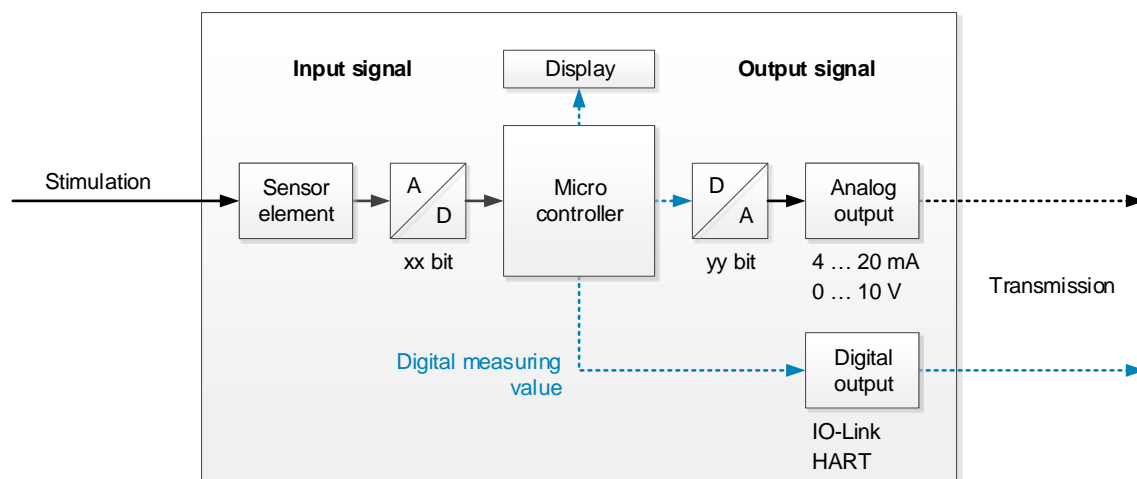 Input signal
Display
Output signal
Stimulation
Sensor
element
A
D
xx bit
Micro
controller
D
A
yy bit
Analog
output
4 … 20 mA
0 … 10 V
Transmission
Digital measuring
value
Digital
output
IO-Link
HART